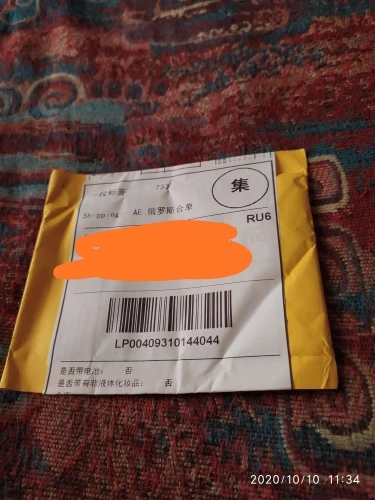 段标签 733
集
Shipping AE 俄罗斯合单
RU6
LP00409310144044
是否带电池： 否
是否带有非液体化妆品： 否
2020/10/10 11:34